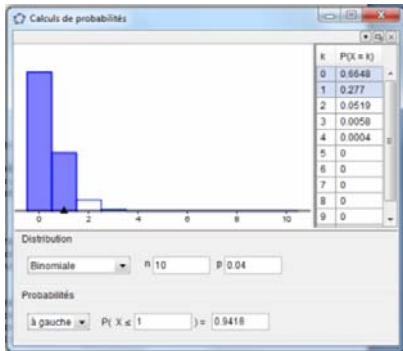 Calculs de probabilités
k P(X = k)
0 0.6648
1 0.277
2 0.0519
3 0.0058
4 0.0004
5 0
6 0
7 0
8 0
9 0
0 2 4 6 8 10
Distribution
Binomiale n 10 p 0.04
Probabilités
à gauche P( X ≤ 1 ) = 0.9418